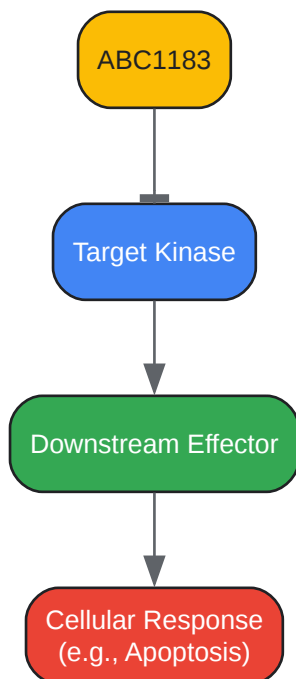 ABC1183
Target Kinase
Downstream Effector
Cellular Response
(e.g., Apoptosis)